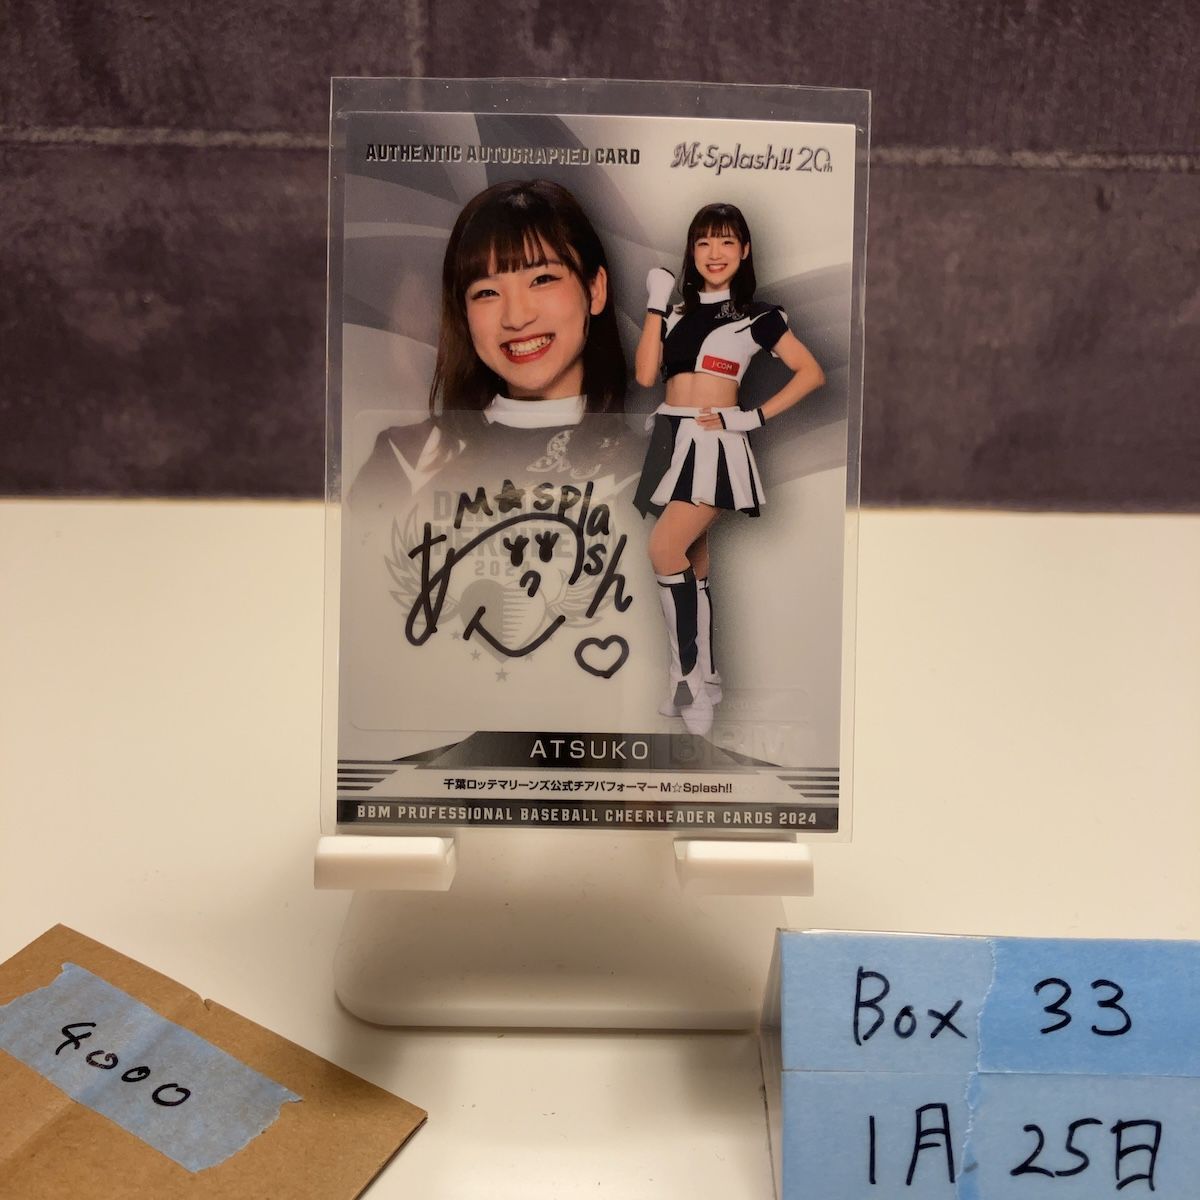 AUTHENTIC AUTOGRAPHED CARD
M☆Splash!! 20th
J:COM
M☆Splash
あ
ATSUKO
BBM
千葉ロッテマリーンズ公式チアパフォーマー M☆Splash!!
BBM PROFESSIONAL BASEBALL CHEERLEADER CARDS 2024
4000
Box 33
1月 25日